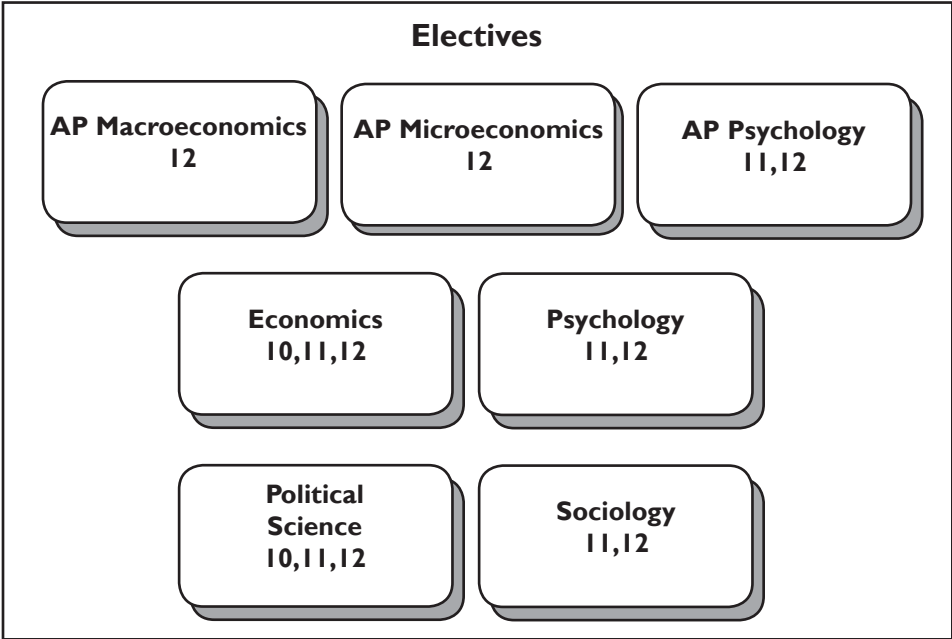 Electives
AP Macroeconomics
12
AP Microeconomics
12
AP Psychology
11,12
Economics
10,11,12
Psychology
11,12
Political
Science
10,11,12
Sociology
11,12